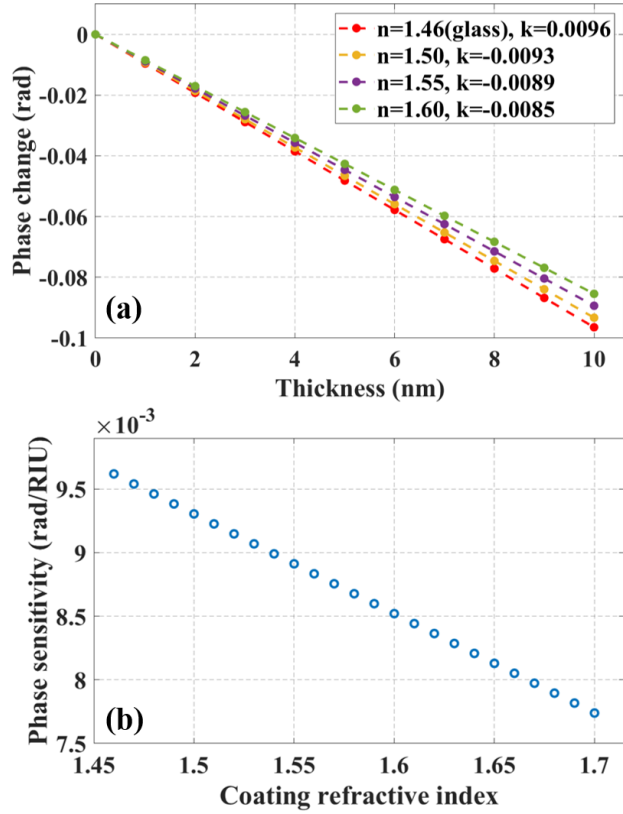 n=1.46(glass), k=0.0096
n=1.50, k=-0.0093
n=1.55, k=-0.0089
n=1.60, k=-0.0085
Phase change (rad)
0
-0.02
-0.04
-0.06
-0.08
-0.1
(a)
0 2 4 6 8 10
Thickness (nm)
×10⁻³
Phase sensitivity (rad/RIU)
9.5
9
8.5
8
7.5
(b)
1.45 1.5 1.55 1.6 1.65 1.7
Coating refractive index